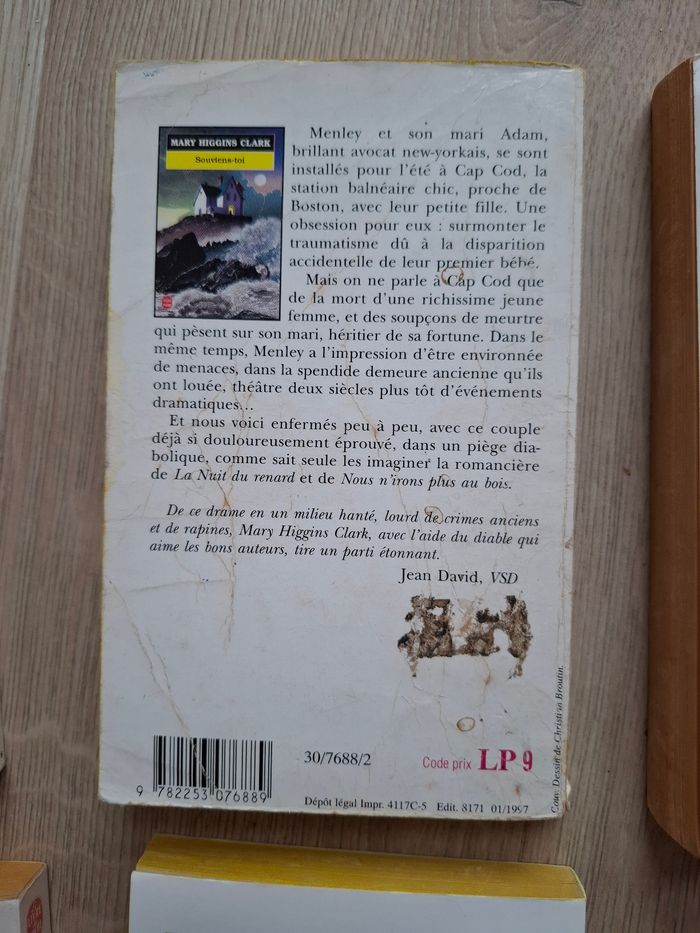 MARY HIGGINS CLARK
Souviens-toi
Menley et son mari Adam,
brillant avocat new-yorkais, se sont
installés pour l'été à Cap Cod, la
station balnéaire chic, proche de
Boston, avec leur petite fille. Une
obsession pour eux : surmonter le
traumatisme dû à la disparition
accidentelle de leur premier bébé.
Mais on ne parle à Cap Cod que
de la mort d'une richissime jeune
femme, et des soupçons de meurtre
qui pèsent sur son mari, héritier de sa fortune. Dans le
même temps, Menley a l'impression d'être environnée
de menaces, dans la spendide demeure ancienne qu'ils
ont louée, théâtre deux siècles plus tôt d'événements
dramatiques...
Et nous voici enfermés peu à peu, avec ce couple
déjà si douloureusement éprouvé, dans un piège dia-
bolique, comme sait seule les imaginer la romancière
de La Nuit du renard et de Nous n'irons plus au bois.
De ce drame en un milieu hanté, lourd de crimes anciens
et de rapines, Mary Higgins Clark, avec l'aide du diable qui
aime les bons auteurs, tire un parti étonnant.
Jean David, VSD
Couv. Dessin de Christian Broutin.
30/7688/2
Code prix LP 9
9 782253 076889
Dépôt légal Impr. 4117C-5 Edit. 8171 01/1997